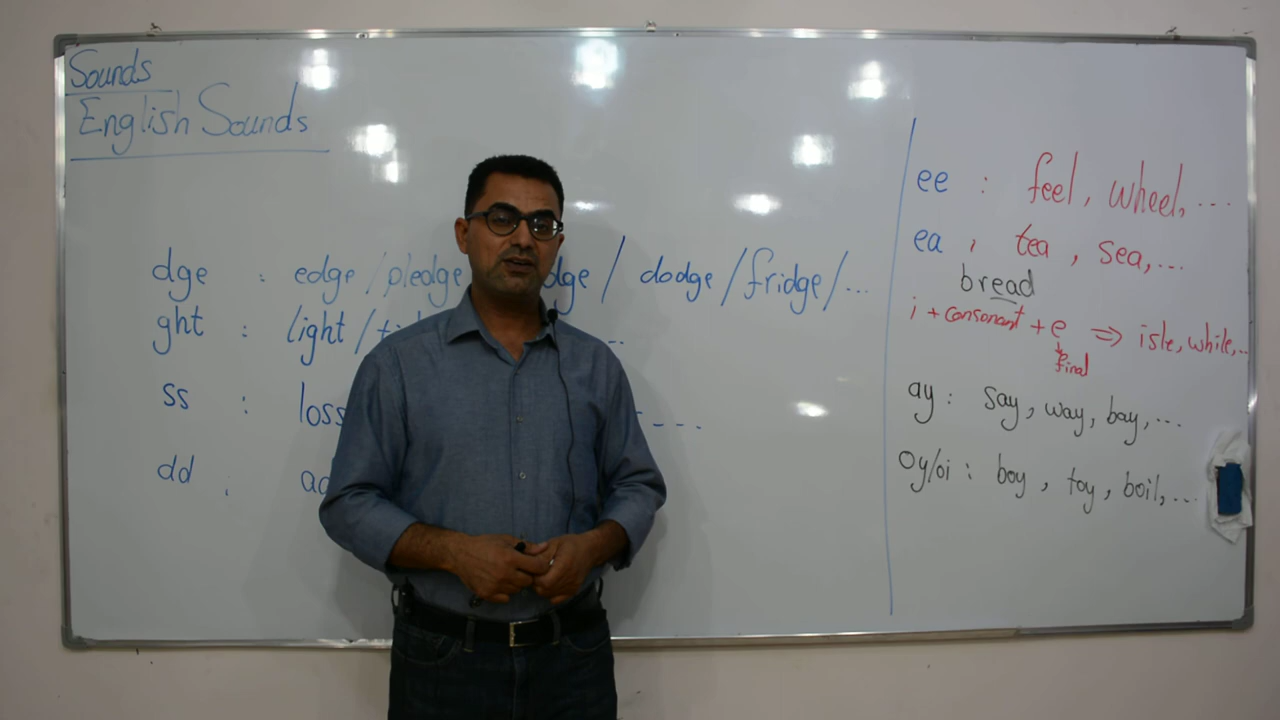 Sounds
English Sounds
dge : edge / pledge dge / dodge / fridge / ...
ght : light / ...
ss : loss - - - .
dd :
ee : feel, wheel, ...
ea , tea , sea, ...
bread
i + consonant + e ⇒ isle, while, ..
final
ay : say, way, bay, ...
oy/oi : boy , toy , boil, ...